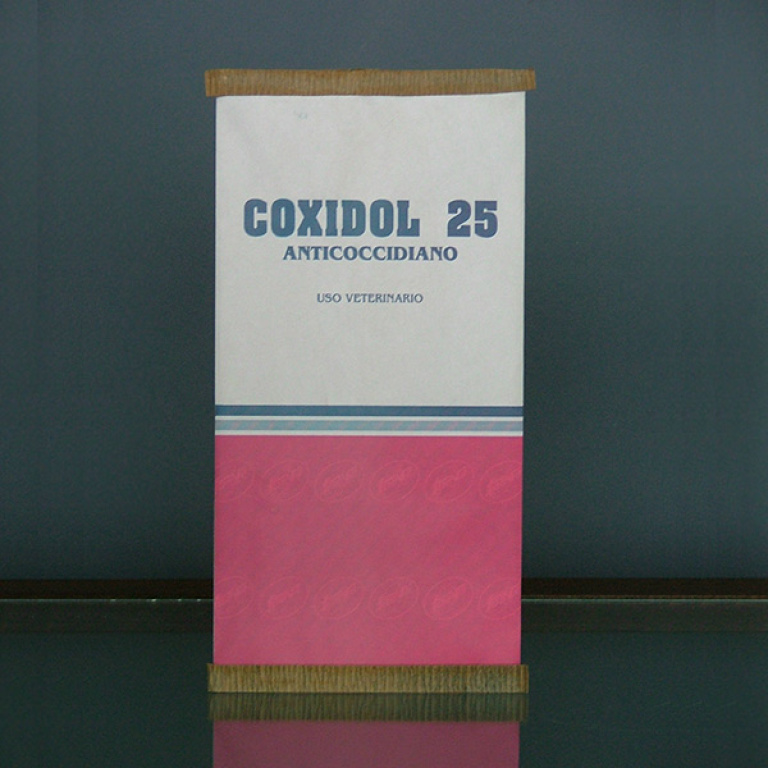 COXIDOL 25
ANTICOCCIDIANO
USO VETERINARIO